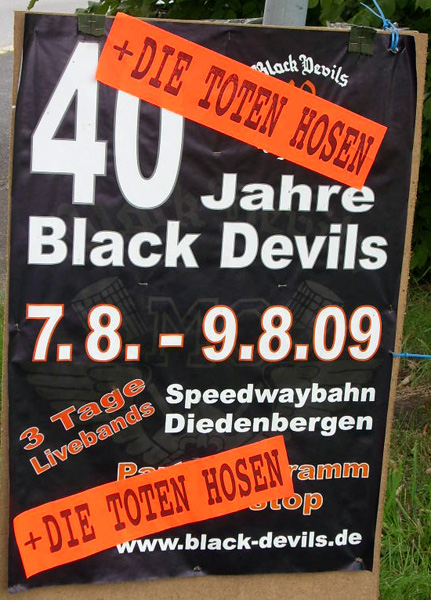 Black Devils
+ DIE TOTEN HOSEN
40 Jahre
Black Devils
7.8. - 9.8.09
3 Tage
Livebands
Speedwaybahn
Diedenbergen
+ DIE TOTEN HOSEN
www.black-devils.de